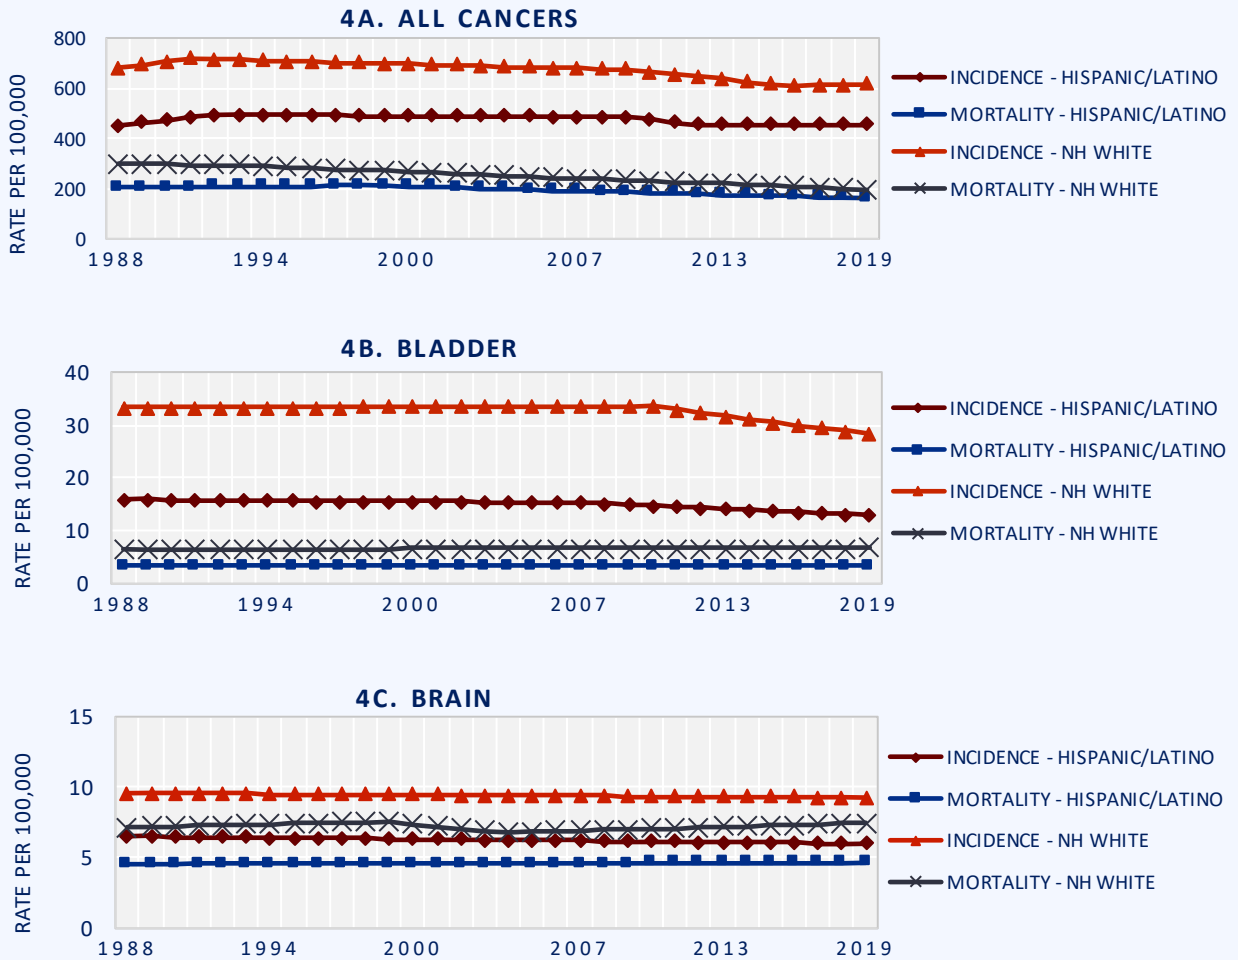 4A. ALL CANCERS
RATE PER 100,000
800
600
400
200
0
1988 1994 2000 2007 2013 2019
INCIDENCE - HISPANIC/LATINO
MORTALITY - HISPANIC/LATINO
INCIDENCE - NH WHITE
MORTALITY - NH WHITE
4B. BLADDER
RATE PER 100,000
40
30
20
10
0
1988 1994 2000 2007 2013 2019
INCIDENCE - HISPANIC/LATINO
MORTALITY - HISPANIC/LATINO
INCIDENCE - NH WHITE
MORTALITY - NH WHITE
4C. BRAIN
RATE PER 100,000
15
10
5
0
1988 1994 2000 2007 2013 2019
INCIDENCE - HISPANIC/LATINO
MORTALITY - HISPANIC/LATINO
INCIDENCE - NH WHITE
MORTALITY - NH WHITE